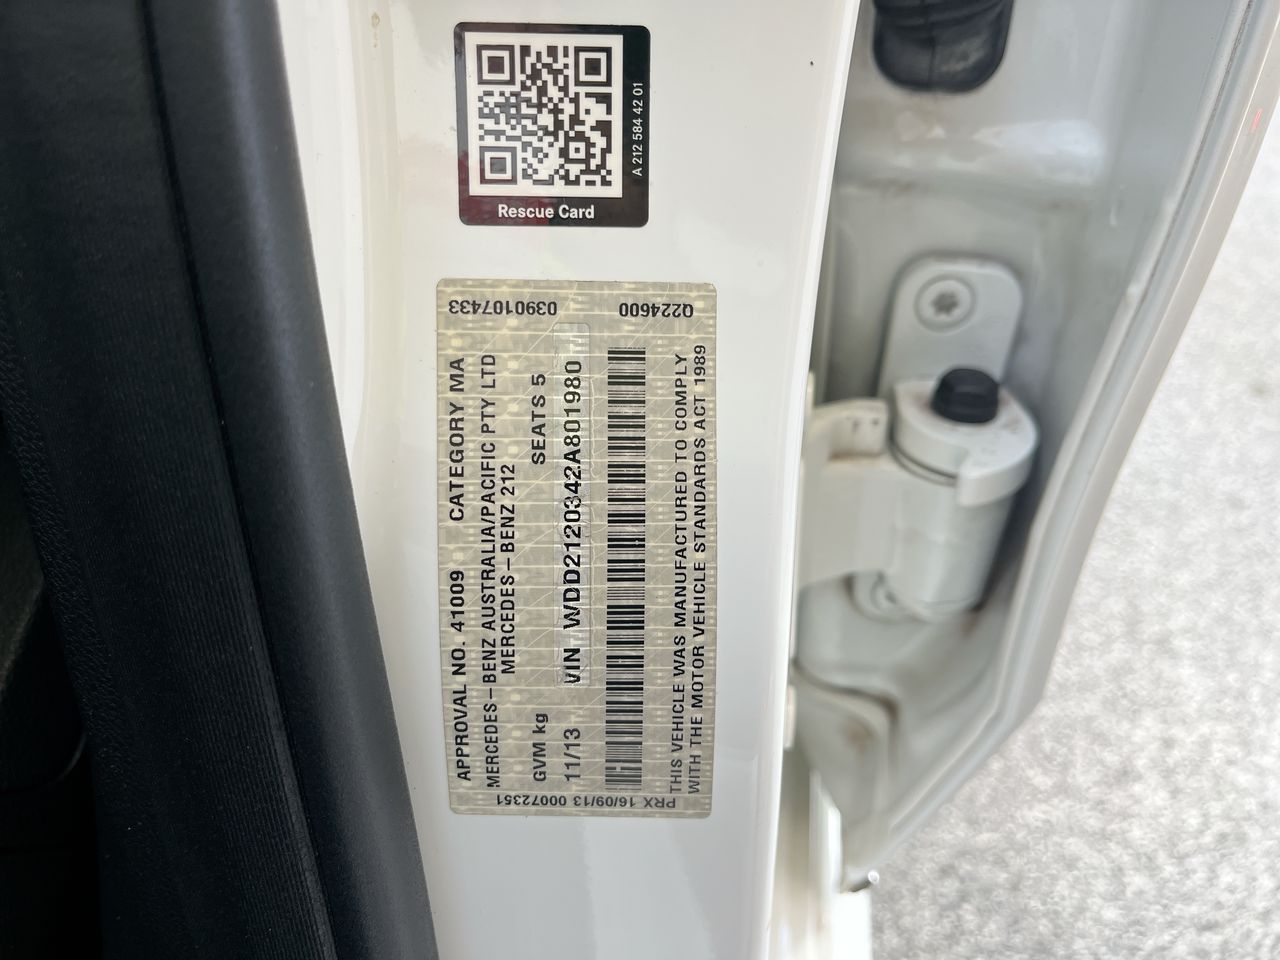 A 212 584 42 01
Rescue Card
0390107433
Q224600
APPROVAL NO. 41009 CATEGORY MA
MERCEDES-BENZ AUSTRALIA/PACIFIC PTY LTD
MERCEDES-BENZ 212
GVM kg SEATS 5
11/13 VIN WDD2120342A801980
THIS VEHICLE WAS MANUFACTURED TO COMPLY
WITH THE MOTOR VEHICLE STANDARDS ACT 1989
PRX 16/09/13 00072351